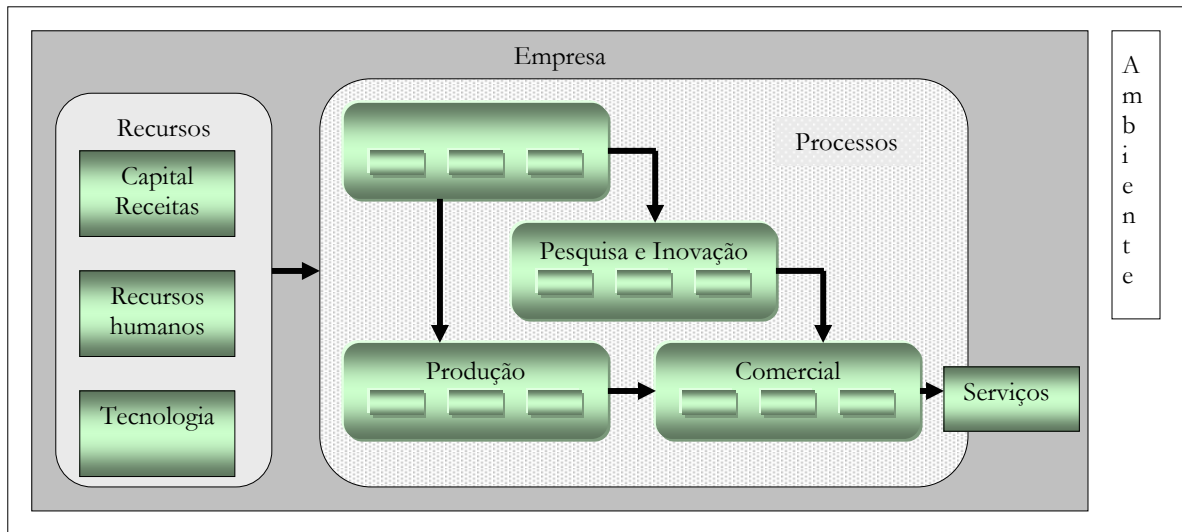 Empresa
Recursos
Capital
Receitas
Recursos
humanos
Tecnologia
Processos
Pesquisa e Inovação
Produção
Comercial
Serviços
A
m
b
i
e
n
t
e